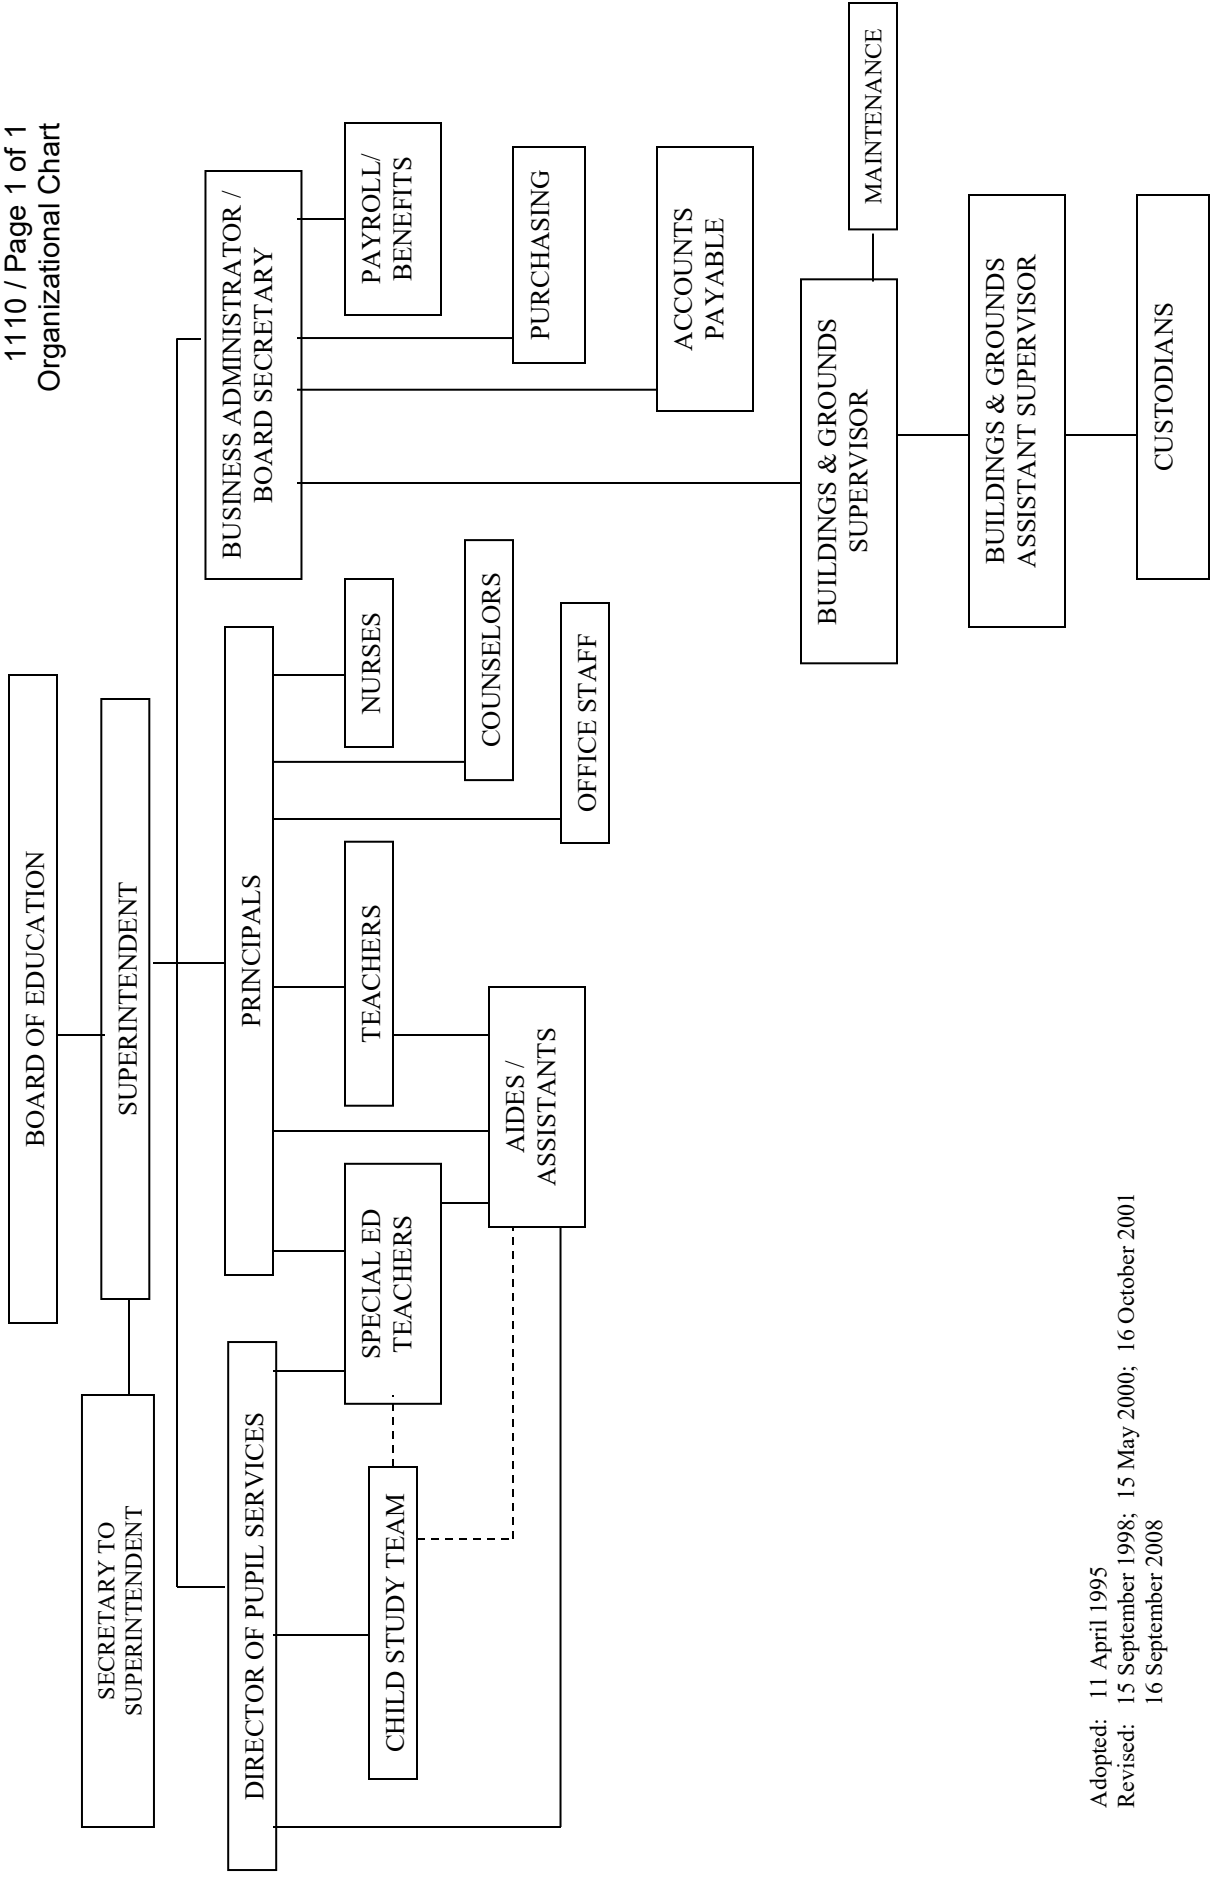 1110 / Page 1 of 1
Organizational Chart
BOARD OF EDUCATION
SECRETARY TO
SUPERINTENDENT
SUPERINTENDENT
DIRECTOR OF PUPIL SERVICES
PRINCIPALS
BUSINESS ADMINISTRATOR /
BOARD SECRETARY
CHILD STUDY TEAM
SPECIAL ED
TEACHERS
TEACHERS
NURSES
PAYROLL/
BENEFITS
AIDES /
ASSISTANTS
COUNSELORS
PURCHASING
OFFICE STAFF
ACCOUNTS
PAYABLE
BUILDINGS & GROUNDS
SUPERVISOR
MAINTENANCE
BUILDINGS & GROUNDS
ASSISTANT SUPERVISOR
CUSTODIANS
Adopted: 11 April 1995
Revised: 15 September 1998; 15 May 2000; 16 October 2001
16 September 2008